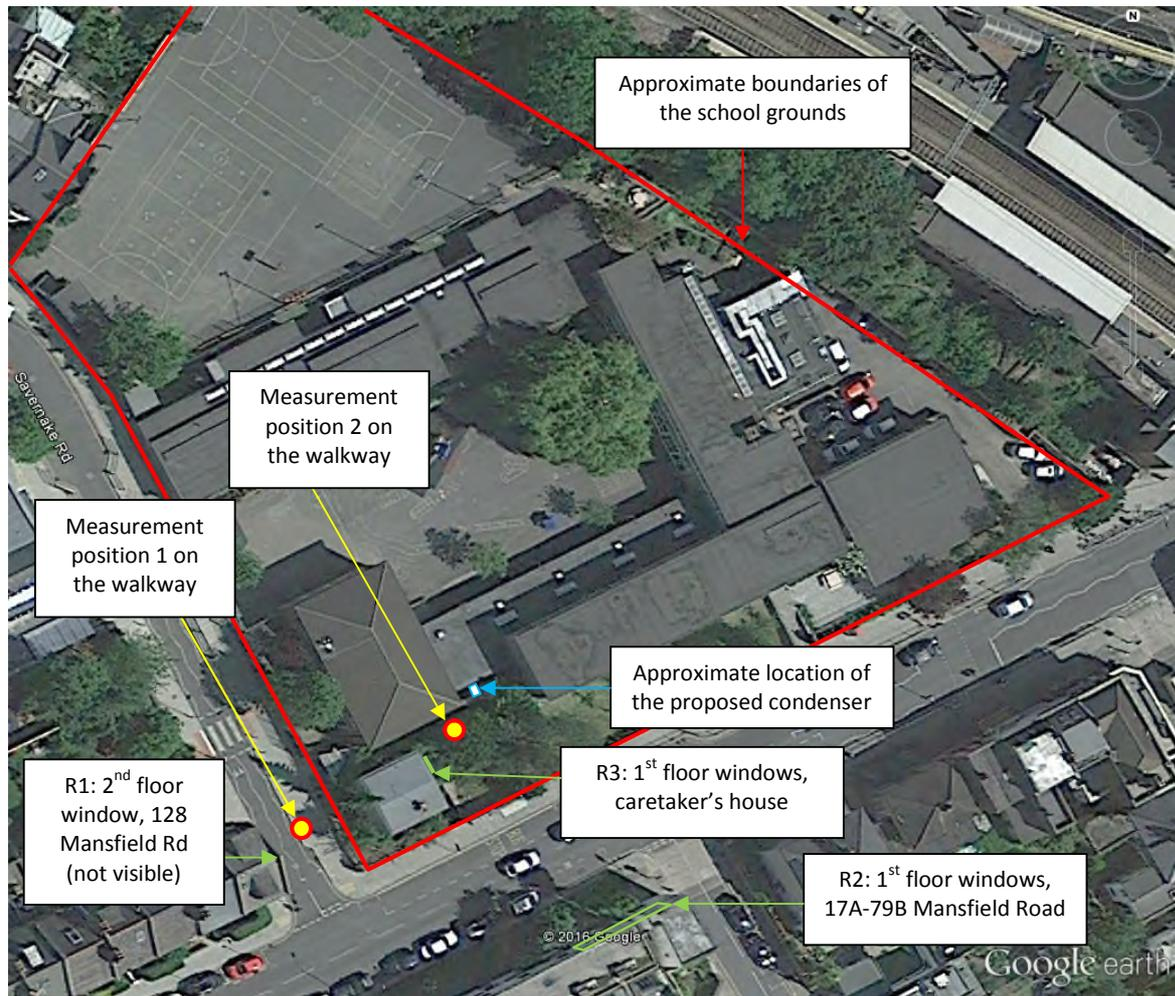 N
Approximate boundaries of
the school grounds
Savernake Rd
Measurement
position 2 on
the walkway
Measurement
position 1 on
the walkway
Approximate location of
the proposed condenser
R1: 2nd floor
window, 128
Mansfield Rd
(not visible)
R3: 1st floor windows,
caretaker's house
R2: 1st floor windows,
17A-79B Mansfield Road
© 2016 Google
Google earth